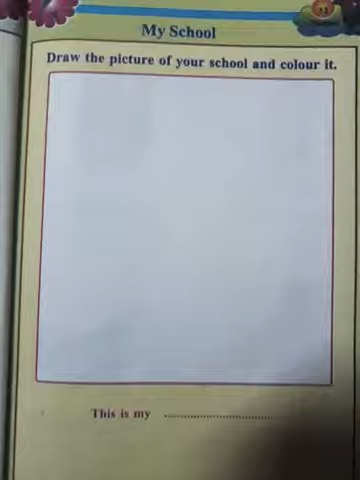 My School
Draw the picture of your school and colour it.
This is my ..............................